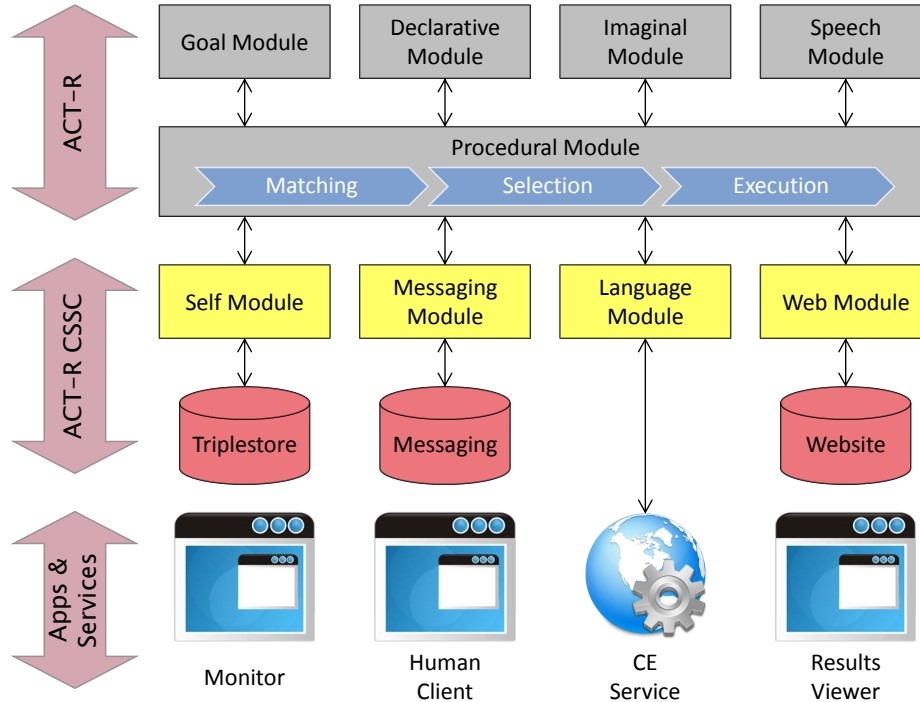 ACT-R
Goal Module
Declarative
Module
Imaginal
Module
Speech
Module
Procedural Module
Matching
Selection
Execution
ACT-R CSSC
Self Module
Messaging
Module
Language
Module
Web Module
Triplestore
Messaging
Website
Apps &
Services
Monitor
Human
Client
CE
Service
Results
Viewer